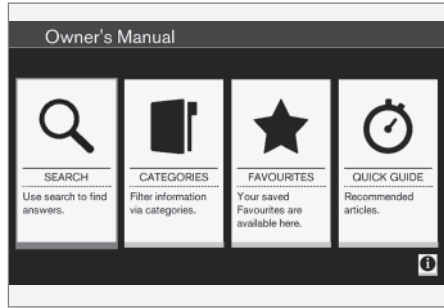 Owner's Manual
SEARCH
Use search to find
answers.
CATEGORIES
Filter information
via categories.
FAVOURITES
Your saved
Favourites are
available here.
QUICK GUIDE
Recommended
articles.
i